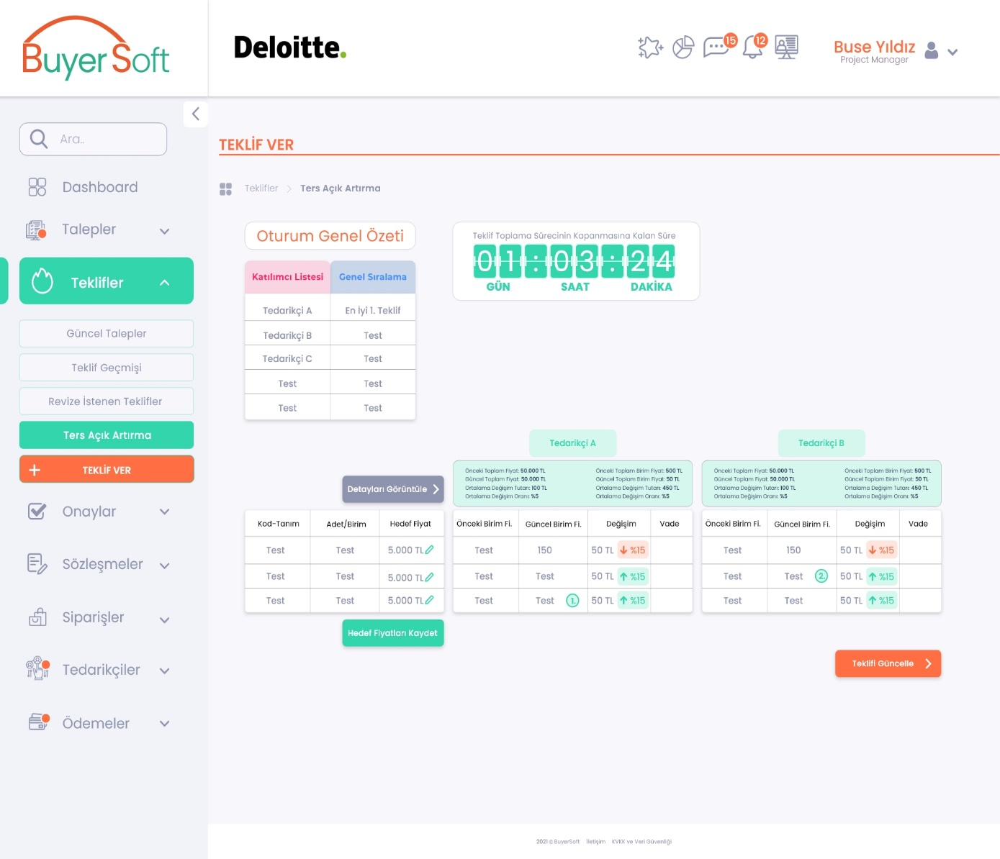 BuyerSoft
Deloitte.
15
12
Buse Yıldız
Project Manager
Ara..
Dashboard
Talepler
Teklifler
Güncel Talepler
Teklif Geçmişi
Revize İstenen Teklifler
Ters Açık Artırma
TEKLİF VER
Onaylar
Sözleşmeler
Siparişler
Tedarikçiler
Ödemeler
TEKLİF VER
Teklifler Ters Açık Artırma
Oturum Genel Özeti
Katılımcı Listesi Genel Sıralama
Tedarikçi A En İyi 1. Teklif
Tedarikçi B Test
Tedarikçi C Test
Test Test
Test Test
Teklif Toplama Sürecinin Kapanmasına Kalan Süre
01:03:24
GÜN SAAT DAKİKA
Detayları Görüntüle
Kod-Tanım Adet/Birim Hedef Fiyat
Test Test 5.000 TL
Test Test 5.000 TL
Test Test 5.000 TL
Hedef Fiyatları Kaydet
Tedarikçi A
Önceki Toplam Fiyat: 50.000 TL Önceki Toplam Birim Fiyat: 500 TL
Güncel Toplam Fiyat: 50.000 TL Güncel Toplam Birim Fiyat: 50 TL
Ortalama Değişim Tutarı: 100 TL Ortalama Değişim Tutarı: 450 TL
Ortalama Değişim Oranı: %5 Ortalama Değişim Oranı: %5
Önceki Birim Fi. Güncel Birim Fi. Değişim Vade
Test 150 50 TL %15
Test Test 50 TL %15
Test Test 1. 50 TL %15
Tedarikçi B
Önceki Toplam Fiyat: 50.000 TL Önceki Toplam Birim Fiyat: 500 TL
Güncel Toplam Fiyat: 50.000 TL Güncel Toplam Birim Fiyat: 50 TL
Ortalama Değişim Tutarı: 100 TL Ortalama Değişim Tutarı: 450 TL
Ortalama Değişim Oranı: %5 Ortalama Değişim Oranı: %5
Önceki Birim Fi. Güncel Birim Fi. Değişim Vade
Test 150 50 TL %15
Test Test 2. 50 TL %15
Test Test 50 TL %15
Teklifi Güncelle
2021 © BuyerSoft İletişim KVKK ve Veri Güvenliği